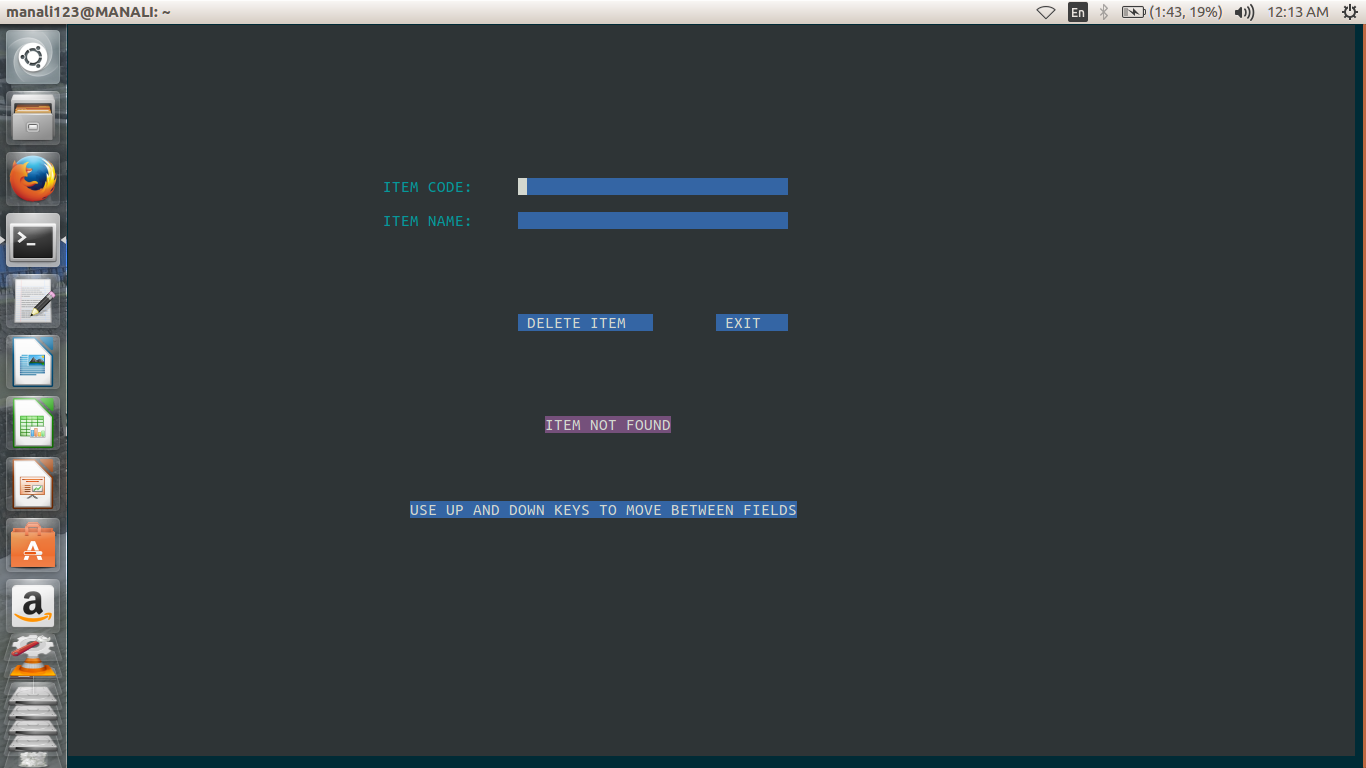 manali123@MANALI: ~
En (1:43, 19%) 12:13 AM
ITEM CODE:
ITEM NAME:
DELETE ITEM EXIT
ITEM NOT FOUND
USE UP AND DOWN KEYS TO MOVE BETWEEN FIELDS
>_
A
a